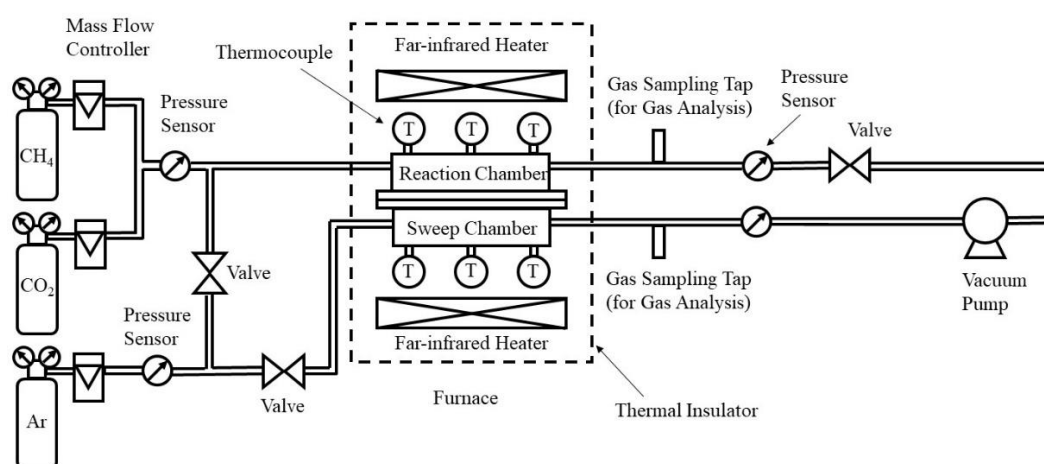 Mass Flow
Controller
Thermocouple
Far-infrared Heater
Pressure
Sensor
Gas Sampling Tap
(for Gas Analysis)
Pressure
Sensor
Valve
CH4
T T T
Reaction Chamber
Sweep Chamber
T T T
CO2
Valve
Gas Sampling Tap
(for Gas Analysis)
Vacuum
Pump
Pressure
Sensor
Far-infrared Heater
Valve
Furnace
Thermal Insulator
Ar